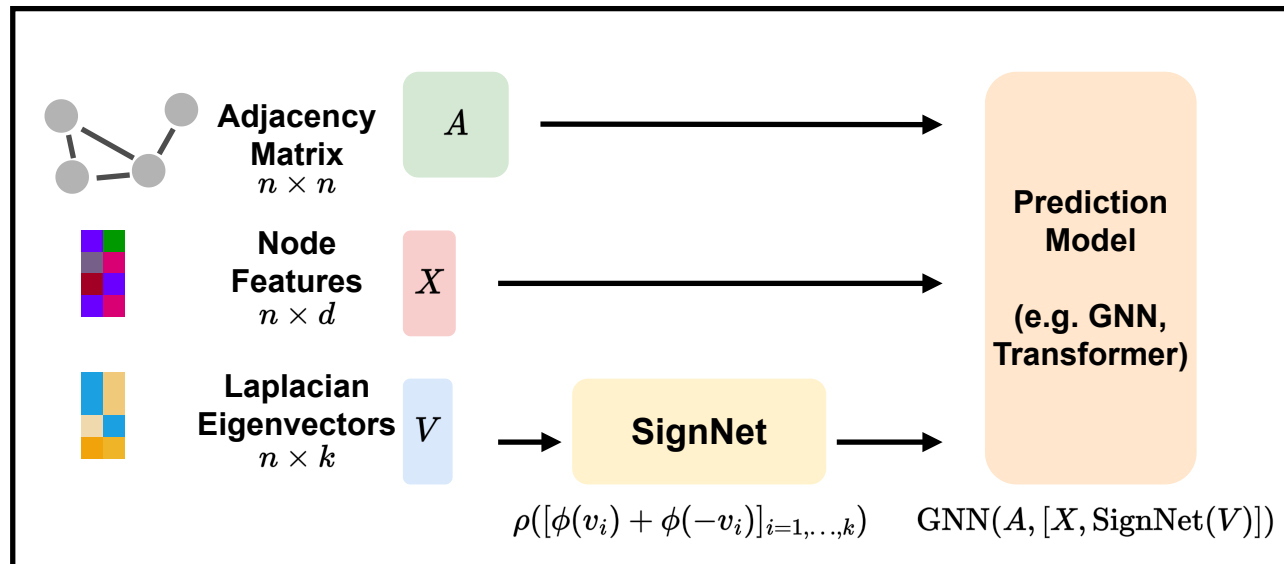 Adjacency
Matrix
n × n
A
Node
Features
n × d
X
Laplacian
Eigenvectors
n × k
V
SignNet
ρ([ϕ(v_i) + ϕ(−v_i)]_{i=1,…,k})
Prediction
Model
(e.g. GNN,
Transformer)
GNN(A, [X, SignNet(V)])